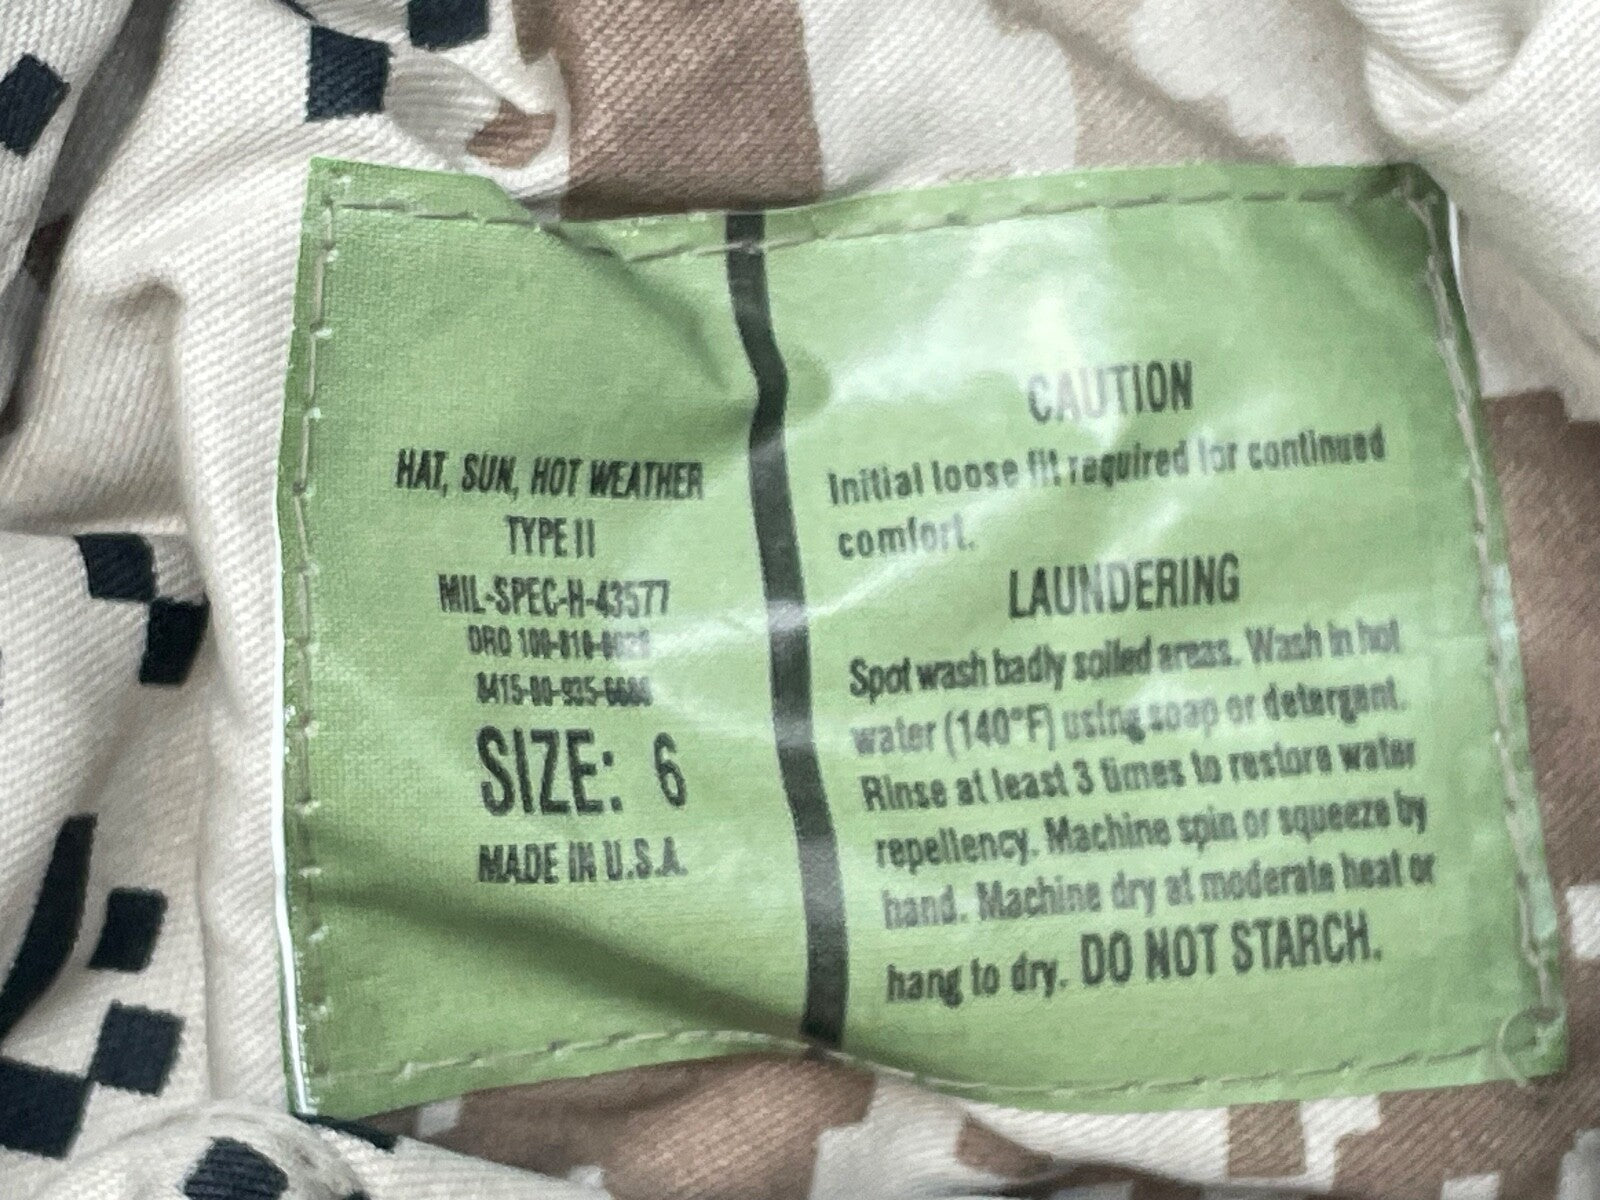 HAT, SUN, HOT WEATHER
TYPE II
MIL-SPEC-H-43577
SIZE: 6
MADE IN U.S.A.
CAUTION
Initial loose fit required for continued
comfort.
LAUNDERING
Spot wash badly soiled areas. Wash in hot
water (140°F) using soap or detergent.
Rinse at least 3 times to restore water
repellency. Machine spin or squeeze by
hand. Machine dry at moderate heat or
hang to dry. DO NOT STARCH.